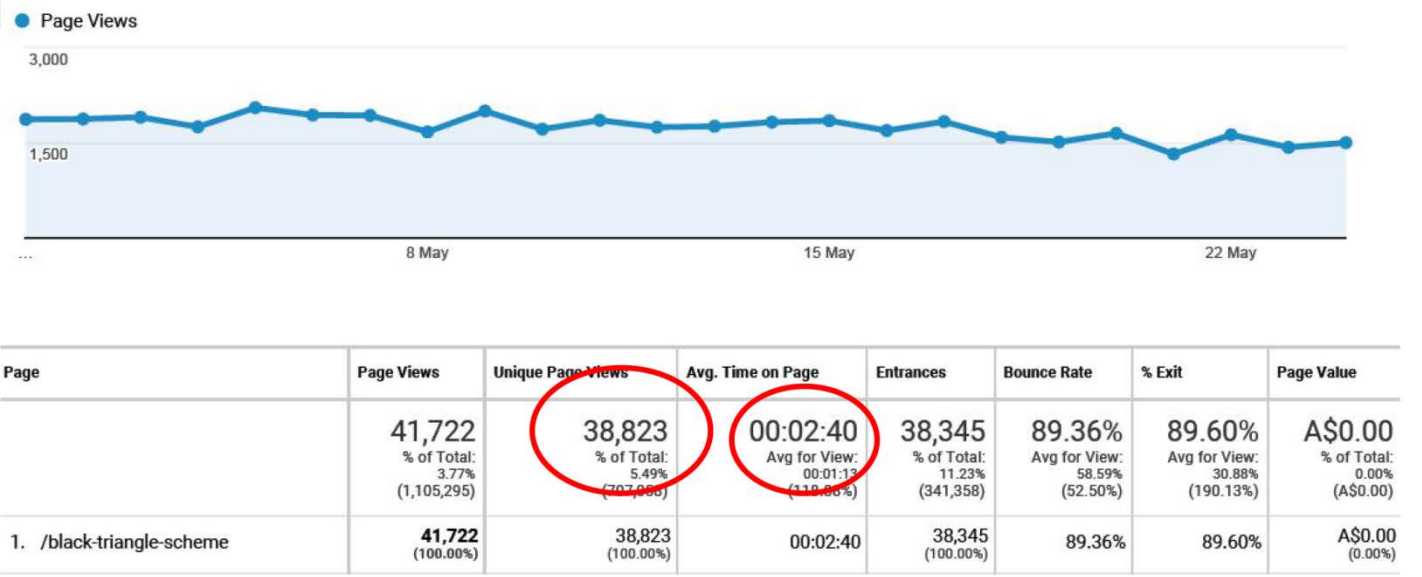 Page Views
3,000
1,500
...
8 May
15 May
22 May
Page Page Views Unique Page Views Avg. Time on Page Entrances Bounce Rate % Exit Page Value
41,722 38,823 00:02:40 38,345 89.36% 89.60% A$0.00
% of Total: % of Total: Avg for View: % of Total: Avg for View: Avg for View: % of Total:
3.77% 5.49% 00:01:13 11.23% 58.59% 30.88% 0.00%
(1,105,295) (341,358) (52.50%) (190.13%) (A$0.00)
1. /black-triangle-scheme 41,722 38,823 00:02:40 38,345 89.36% 89.60% A$0.00
(100.00%) (100.00%) (100.00%) (0.00%)